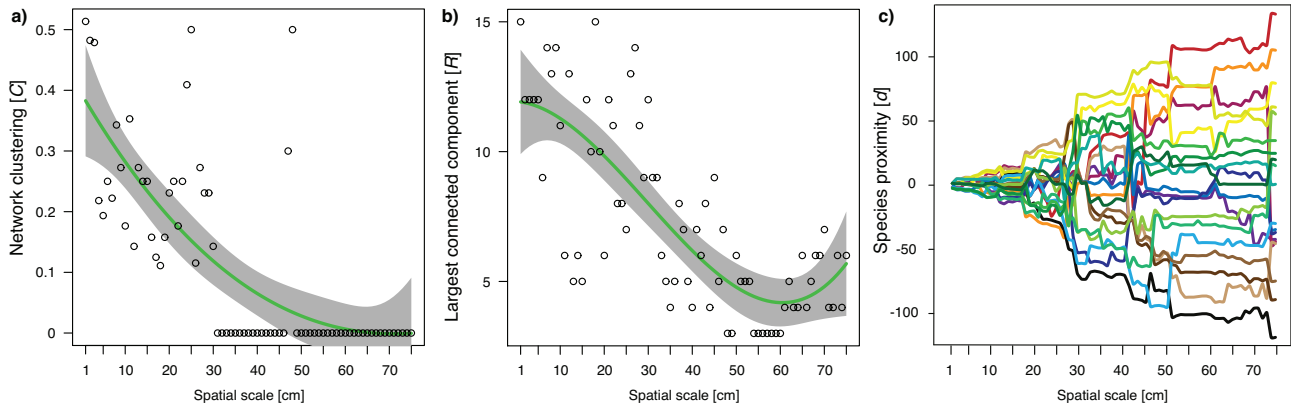 a)
Network clustering [C]
0.5
0.4
0.3
0.2
0.1
0
1 10 20 30 40 50 60 70
Spatial scale [cm]
b)
Largest connected component [R]
15
10
5
1 10 20 30 40 50 60 70
Spatial scale [cm]
c)
Species proximity [d]
100
50
0
-50
-100
1 10 20 30 40 50 60 70
Spatial scale [cm]